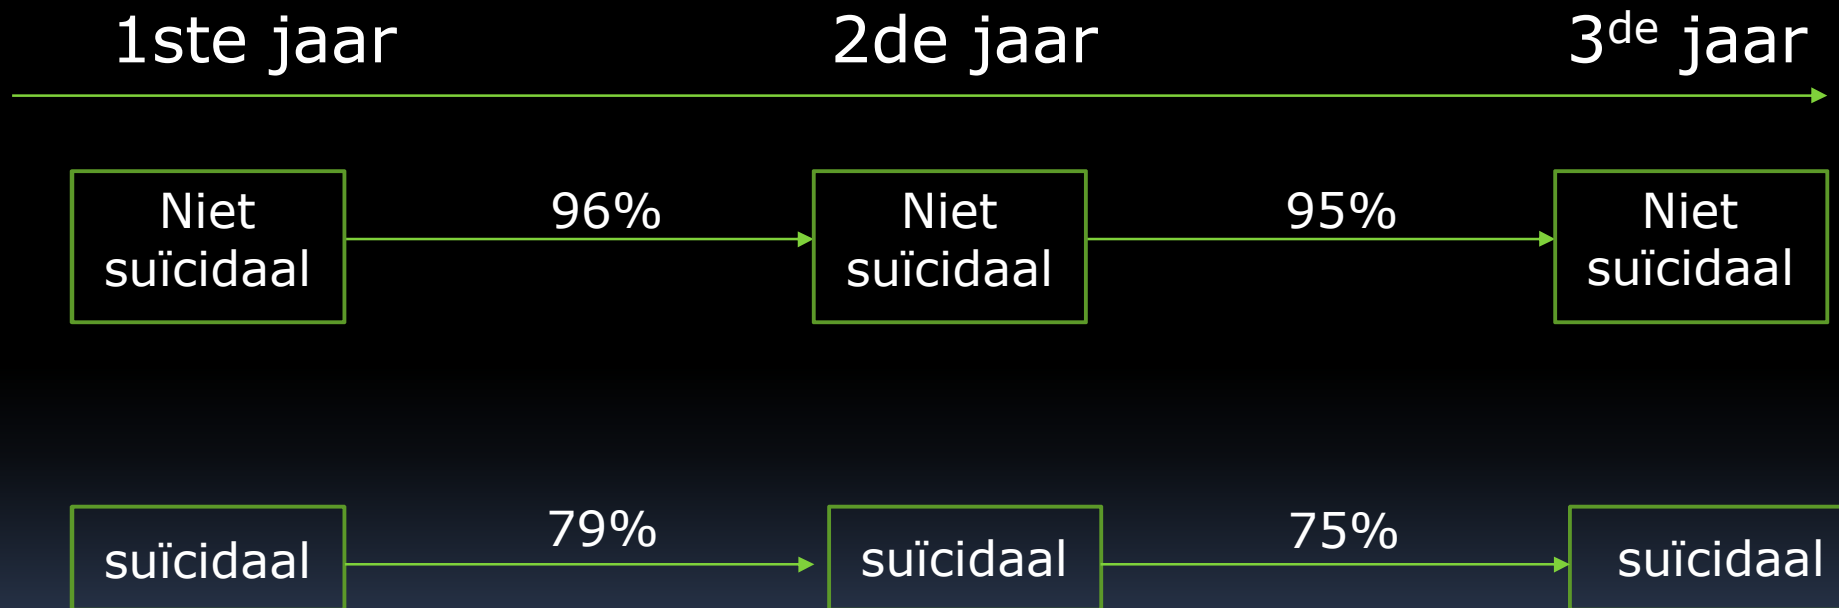 1ste jaar 2de jaar 3de jaar
Niet 96% Niet 95% Niet
suïcidaal suïcidaal suïcidaal
79% 75%
suïcidaal suïcidaal suïcidaal